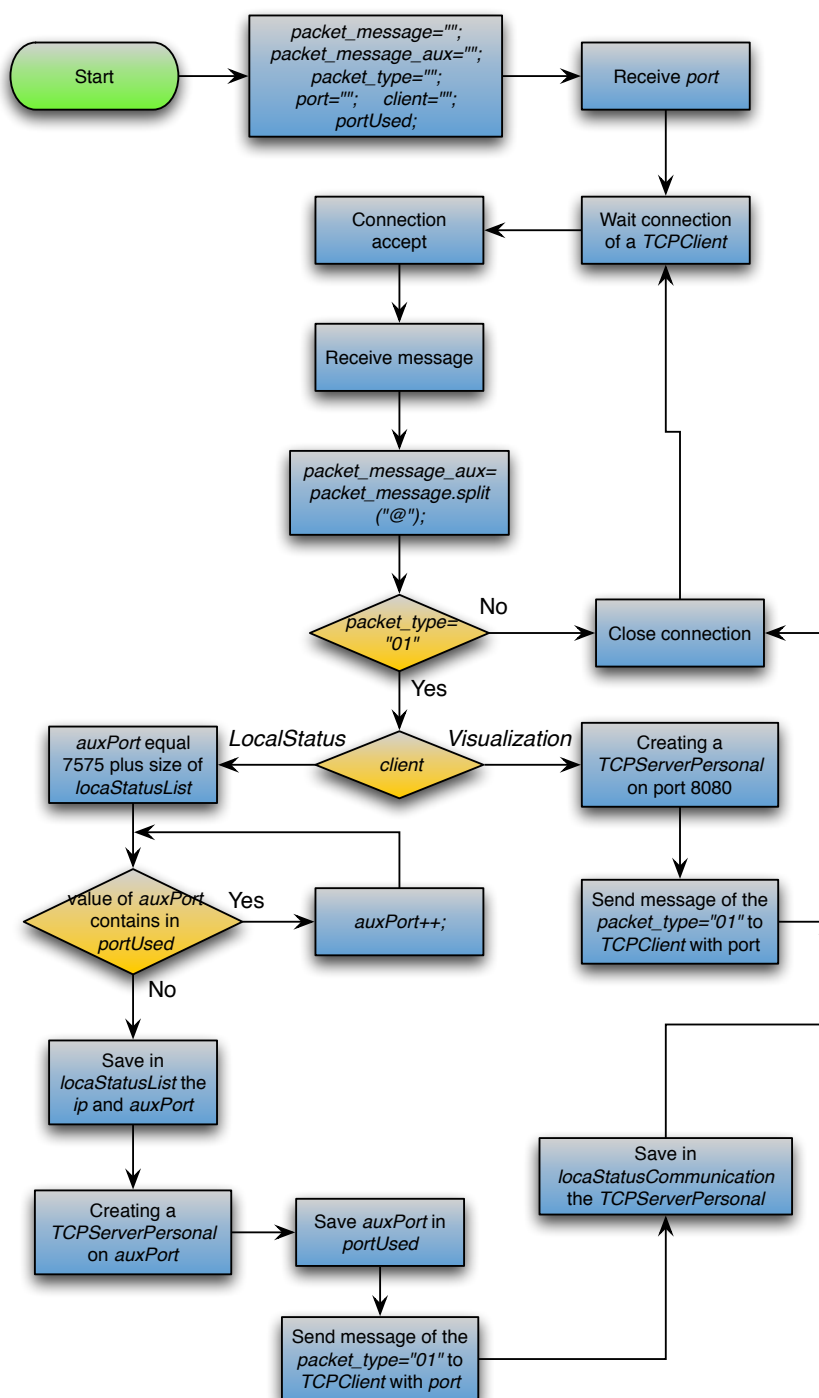 Start
packet_message="";
packet_message_aux="";
packet_type="";
port=""; client="";
portUsed;
Receive port
Connection
accept
Wait connection
of a TCPClient
Receive message
packet_message_aux=
packet_message.split
("@");
packet_type=
"01"
No
Close connection
Yes
auxPort equal
7575 plus size of
locaStatusList
LocalStatus
client
Visualization
Creating a
TCPServerPersonal
on port 8080
value of auxPort
contains in
portUsed
Yes
auxPort++;
Send message of the
packet_type="01" to
TCPClient with port
No
Save in
locaStatusList the
ip and auxPort
Save in
locaStatusCommunication
the TCPServerPersonal
Creating a
TCPServerPersonal
on auxPort
Save auxPort in
portUsed
Send message of the
packet_type="01" to
TCPClient with port